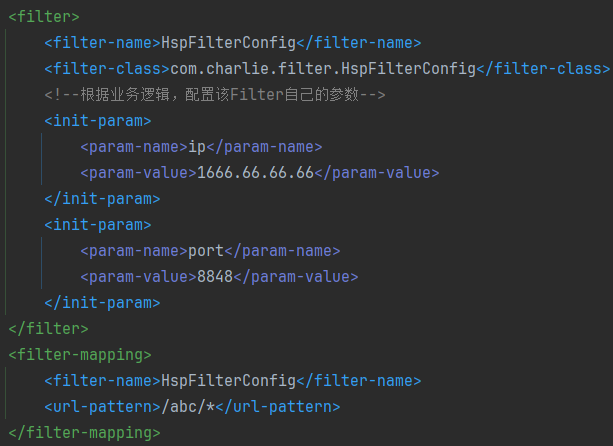 <filter>
<filter-name>HspFilterConfig</filter-name>
<filter-class>com.charlie.filter.HspFilterConfig</filter-class>
<!--根据业务逻辑，配置该Filter自己的参数-->
<init-param>
<param-name>ip</param-name>
<param-value>1666.66.66.66</param-value>
</init-param>
<init-param>
<param-name>port</param-name>
<param-value>8848</param-value>
</init-param>
</filter>
<filter-mapping>
<filter-name>HspFilterConfig</filter-name>
<url-pattern>/abc/*</url-pattern>
</filter-mapping>